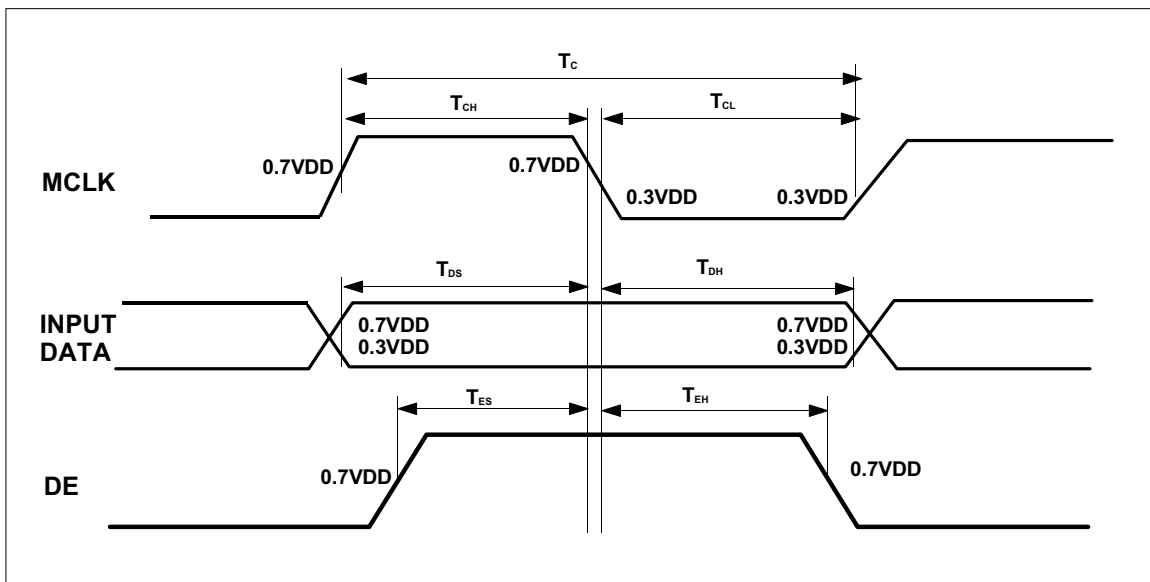 TC
TCH
TCL
0.7VDD
0.7VDD
MCLK
0.3VDD
0.3VDD
TDS
TDH
INPUT
DATA
0.7VDD
0.3VDD
0.7VDD
0.3VDD
TES
TEH
0.7VDD
0.7VDD
DE